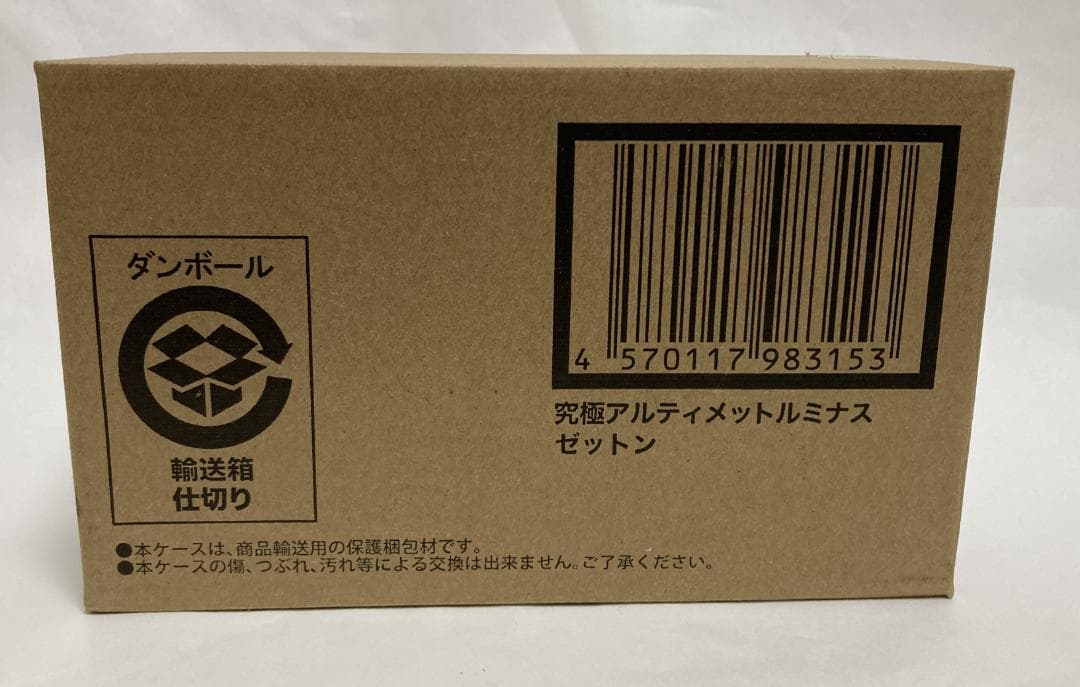 ダンボール
輸送箱
仕切り
4 570117 983153
究極アルティメットルミナス
ゼットン
●本ケースは、商品輸送用の保護梱包材です。
●本ケースの傷、つぶれ、汚れ等による交換は出来ません。ご了承ください。